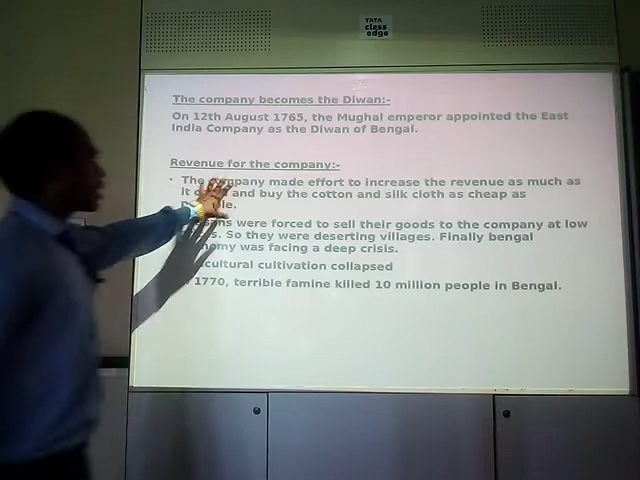 TATA
class
edge
The company becomes the Diwan:-
On 12th August 1765, the Mughal emperor appointed the East
India Company as the Diwan of Bengal.
Revenue for the company:-
• The company made effort to increase the revenue as much as
it and buy the cotton and silk cloth as cheap as
were forced to sell their goods to the company at low
So they were deserting villages. Finally bengal
was facing a deep crisis.
cultivation collapsed
1770, terrible famine killed 10 million people in Bengal.